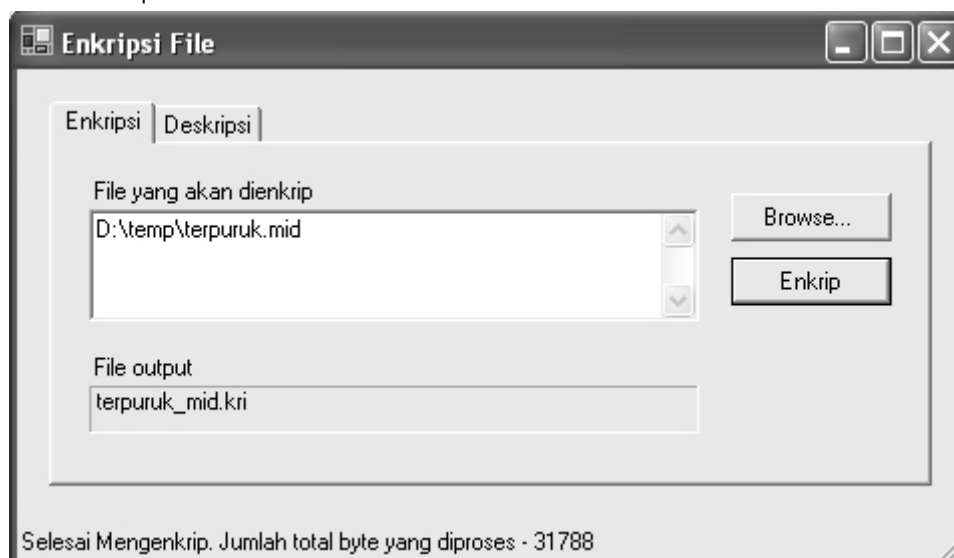 Enkripsi File
Enkripsi Deskripsi
File yang akan dienkrip
D:\temp\terpuruk.mid
Browse...
Enkrip
File output
terpuruk_mid.kri
Selesai Mengenkrip. Jumlah total byte yang diproses - 31788